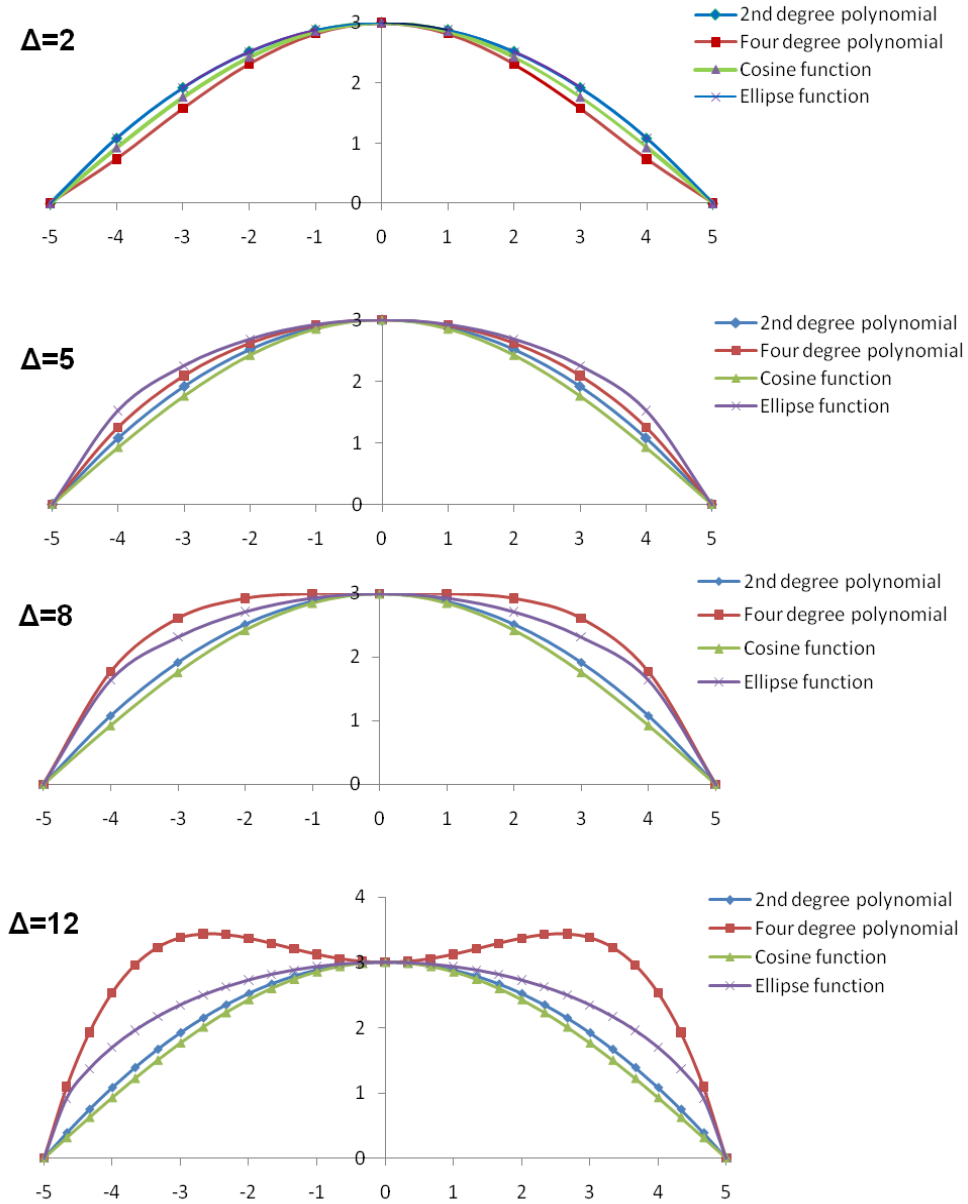 Δ=2
3
2
1
0
-5 -4 -3 -2 -1 0 1 2 3 4 5
2nd degree polynomial
Four degree polynomial
Cosine function
Ellipse function
Δ=5
3
2
1
0
-5 -4 -3 -2 -1 0 1 2 3 4 5
2nd degree polynomial
Four degree polynomial
Cosine function
Ellipse function
Δ=8
3
2
1
0
-5 -4 -3 -2 -1 0 1 2 3 4 5
2nd degree polynomial
Four degree polynomial
Cosine function
Ellipse function
Δ=12
4
3
2
1
0
-5 -4 -3 -2 -1 0 1 2 3 4 5
2nd degree polynomial
Four degree polynomial
Cosine function
Ellipse function